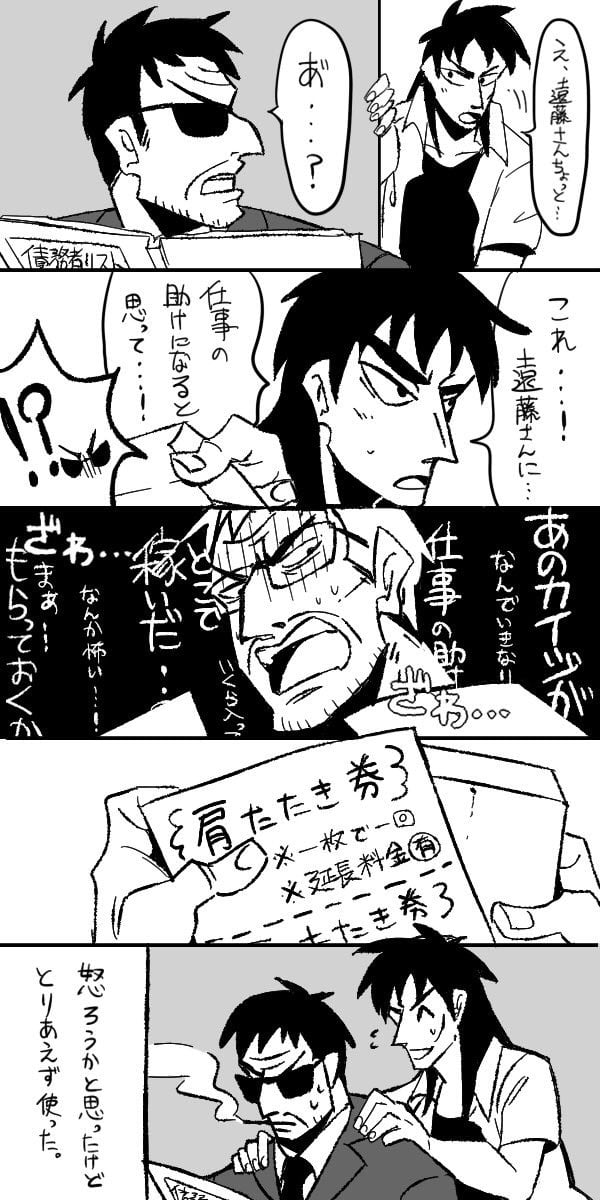 え、遠藤さんちょっと…
あ゛・・・・?
債務者リスト
これ・・・!
遠藤さんに…
仕事の
助けになると
思って・・・!
!?
あのカイジが
なんでいきなり
仕事の助
ざわ…
いくら入っ
どこで
稼いだ・・
なんか怖い…!
ざわ…
まぁ…!
もらっておくか
肩たたき券
※一枚で一回
※延長料金有
たたき券
怒ろうかと思ったけど
とりあえず使った。
債務